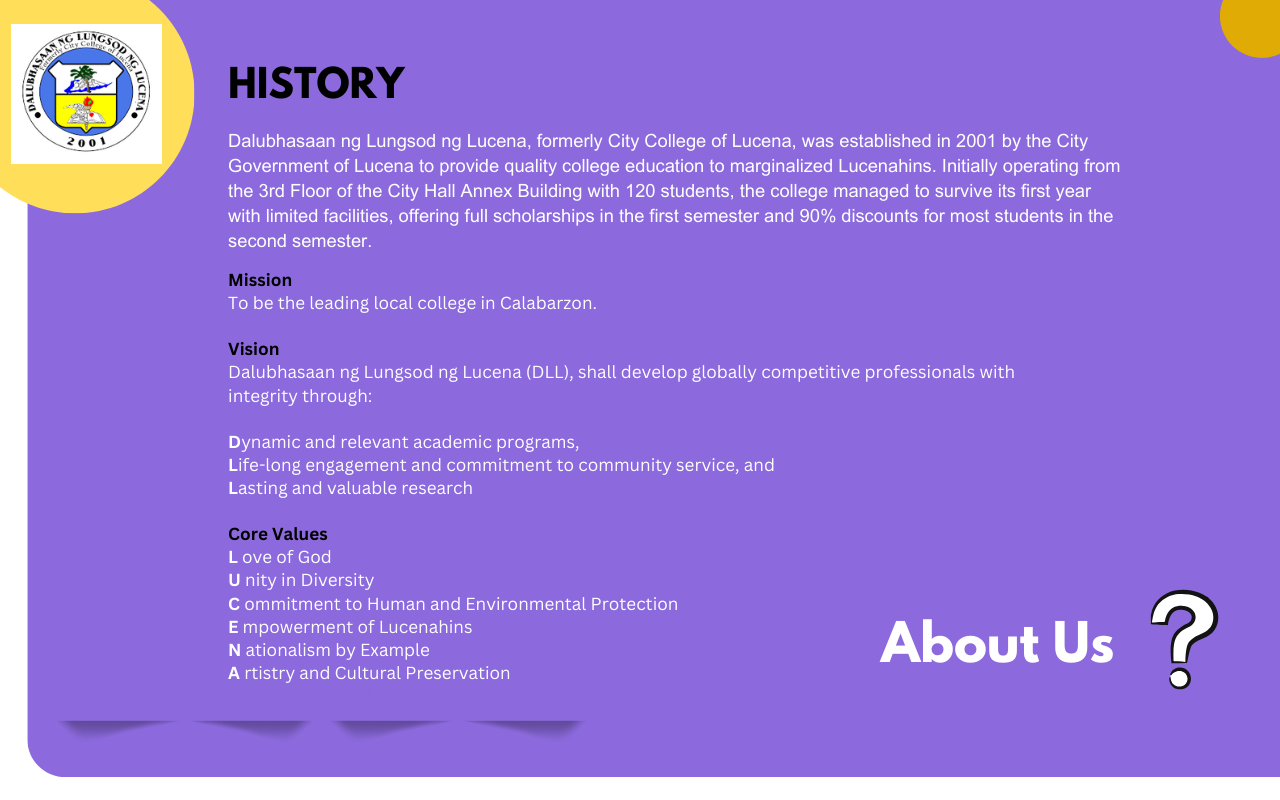 DALUBHASAAN NG LUNGSOD NG LUCENA
Formerly City College of Lucena
2001
HISTORY
Dalubhasaan ng Lungsod ng Lucena, formerly City College of Lucena, was established in 2001 by the City
Government of Lucena to provide quality college education to marginalized Lucenahins. Initially operating from
the 3rd Floor of the City Hall Annex Building with 120 students, the college managed to survive its first year
with limited facilities, offering full scholarships in the first semester and 90% discounts for most students in the
second semester.
Mission
To be the leading local college in Calabarzon.
Vision
Dalubhasaan ng Lungsod ng Lucena (DLL), shall develop globally competitive professionals with
integrity through:
Dynamic and relevant academic programs,
Life-long engagement and commitment to community service, and
Lasting and valuable research
Core Values
L ove of God
U nity in Diversity
C ommitment to Human and Environmental Protection
E mpowerment of Lucenahins
N ationalism by Example
A rtistry and Cultural Preservation
About Us ?